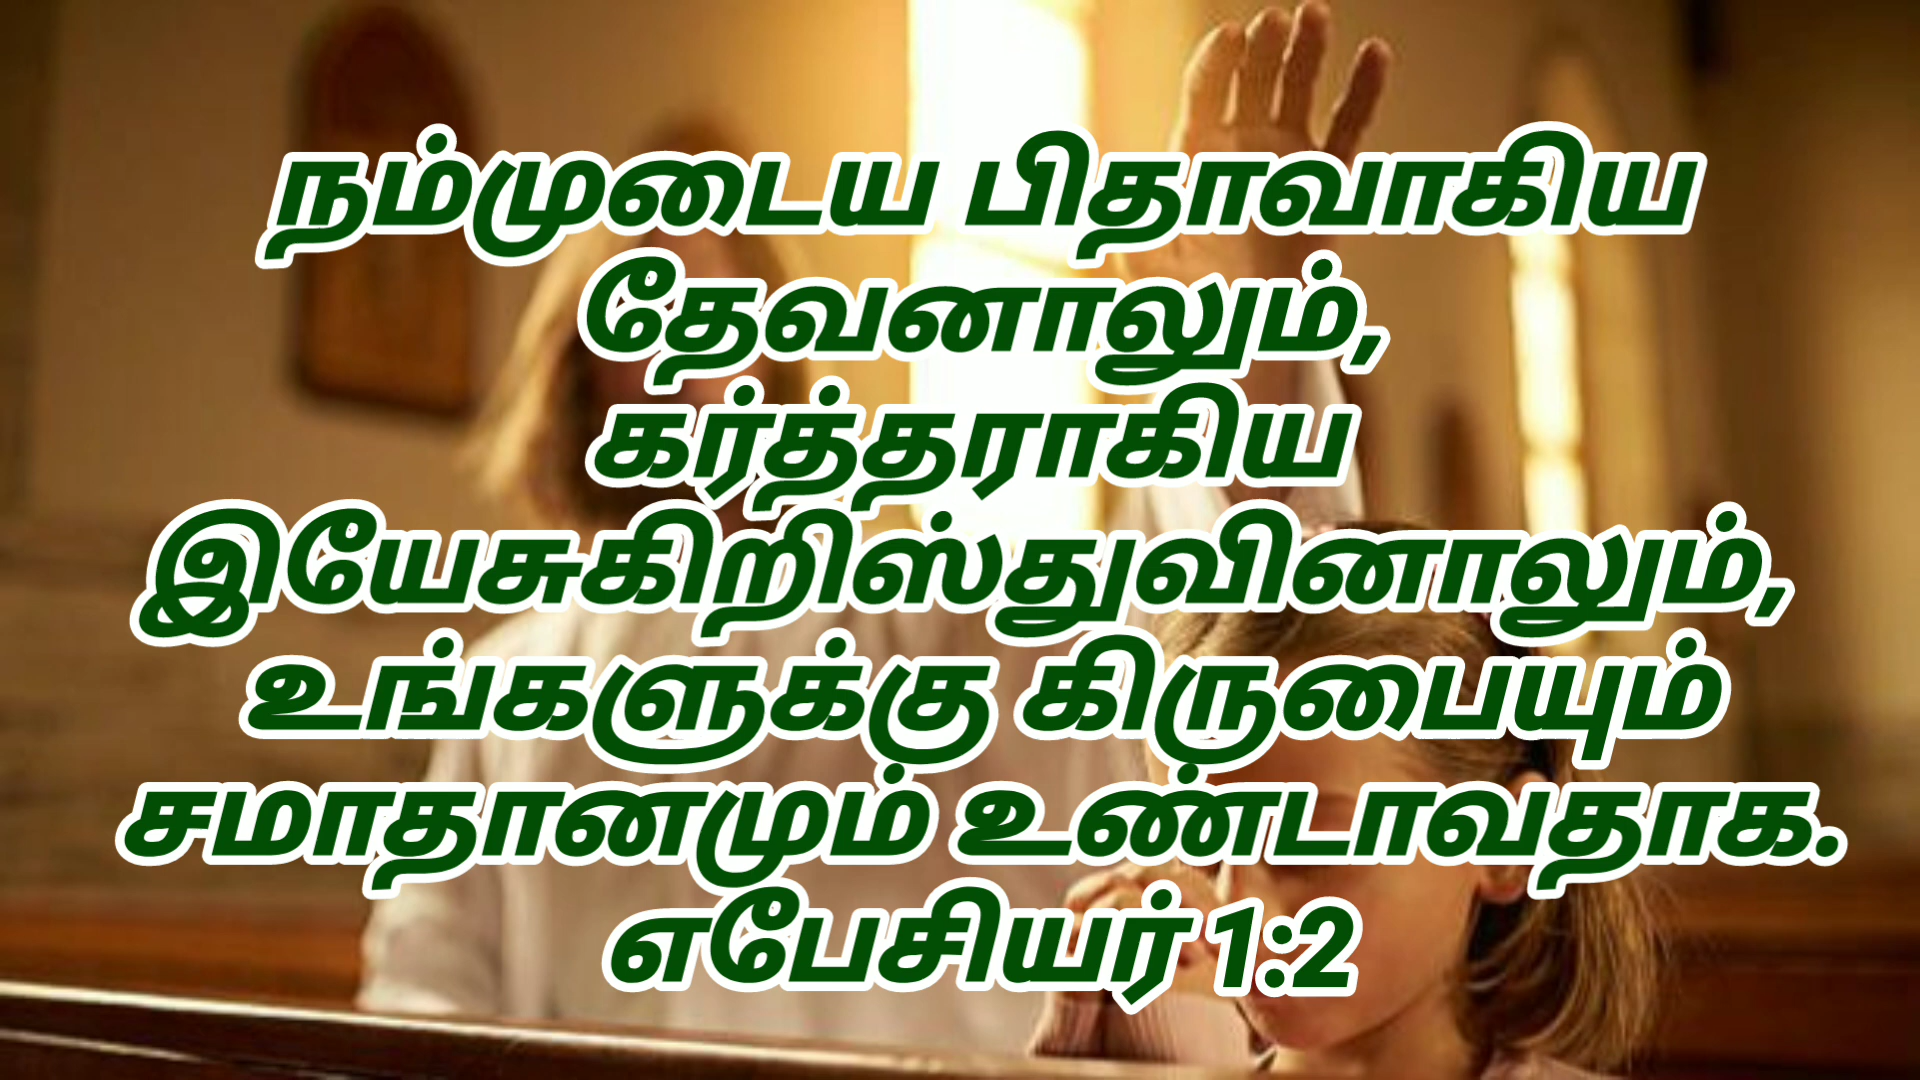 நம்முடைய பிதாவாகிய
தேவனாலும்,
கர்த்தராகிய
இயேசுகிறிஸ்துவினாலும்,
உங்களுக்கு கிருபையும்
சமாதானமும் உண்டாவதாக.
எபேசியர் 1:2